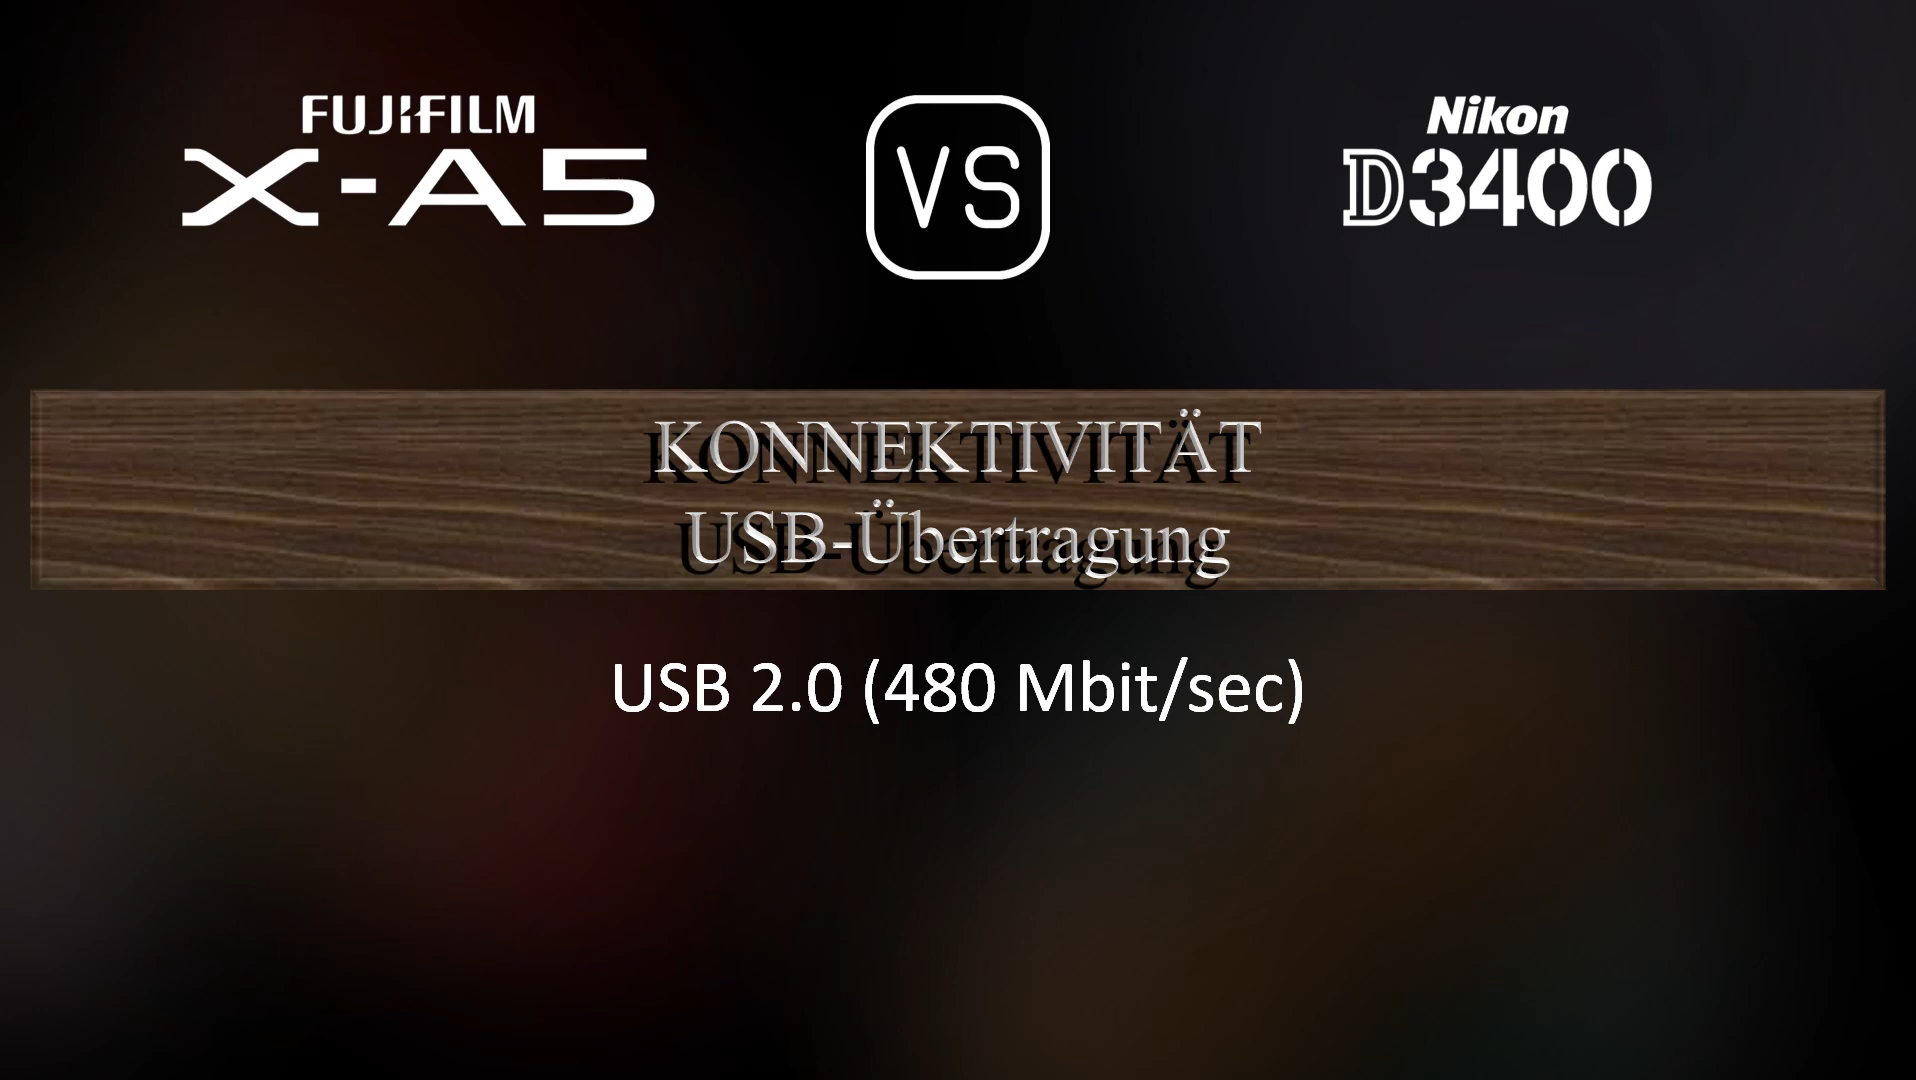 FUJIFILM
X-A5
VS
Nikon
D3400
KONNEKTIVITÄT
USB-Übertragung
USB 2.0 (480 Mbit/sec)